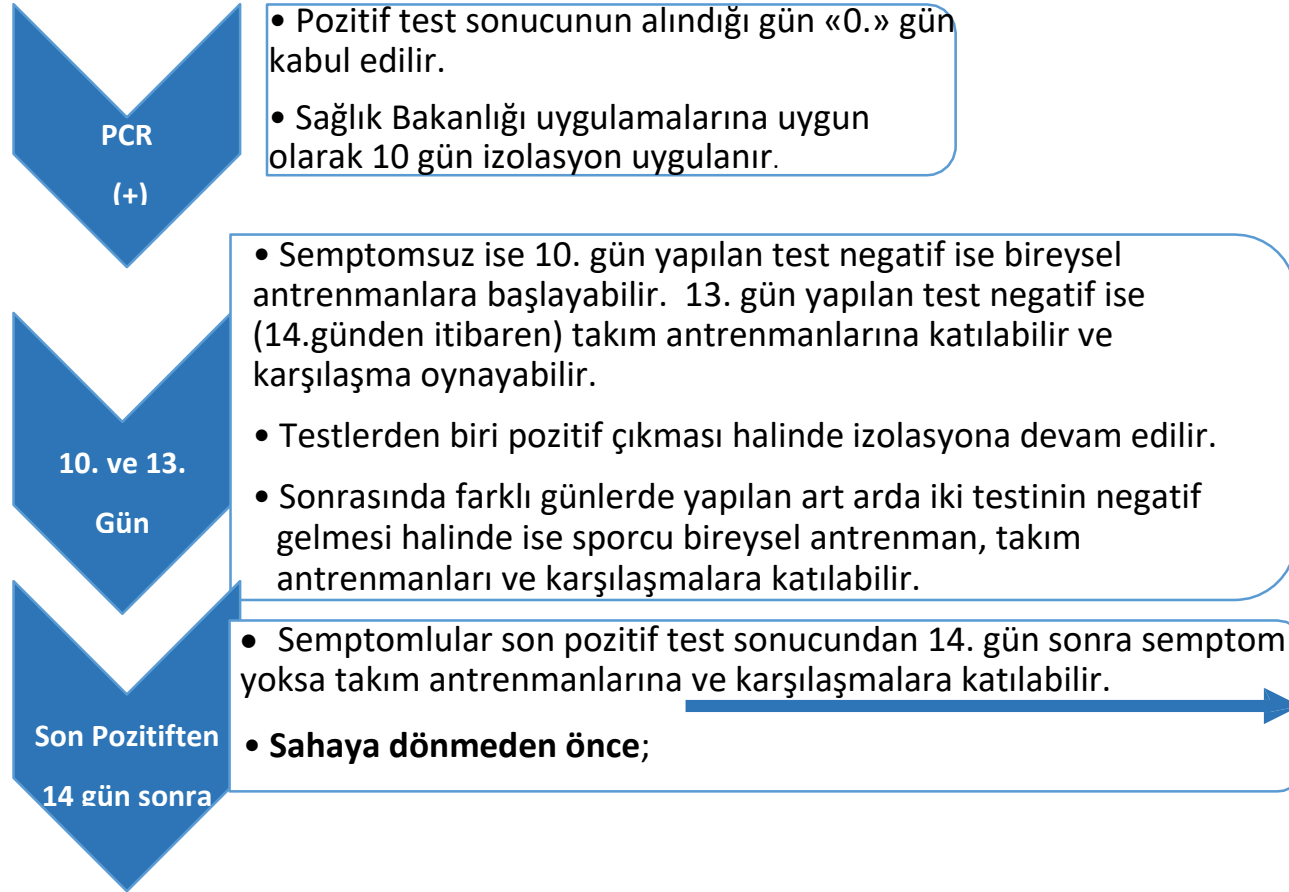 • Pozitif test sonucunun alındığı gün «0.» gün
kabul edilir.
• Sağlık Bakanlığı uygulamalarına uygun
olarak 10 gün izolasyon uygulanır.
PCR
(+)
• Semptomsuz ise 10. gün yapılan test negatif ise bireysel
antrenmanlara başlayabilir. 13. gün yapılan test negatif ise
(14.günden itibaren) takım antrenmanlarına katılabilir ve
karşılaşma oynayabilir.
• Testlerden biri pozitif çıkması halinde izolasyona devam edilir.
• Sonrasında farklı günlerde yapılan art arda iki testinin negatif
gelmesi halinde ise sporcu bireysel antrenman, takım
antrenmanları ve karşılaşmalara katılabilir.
10. ve 13.
Gün
• Semptomlular son pozitif test sonucundan 14. gün sonra semptom
yoksa takım antrenmanlarına ve karşılaşmalara katılabilir.
• Sahaya dönmeden önce;
Son Pozitiften
14 gün sonra